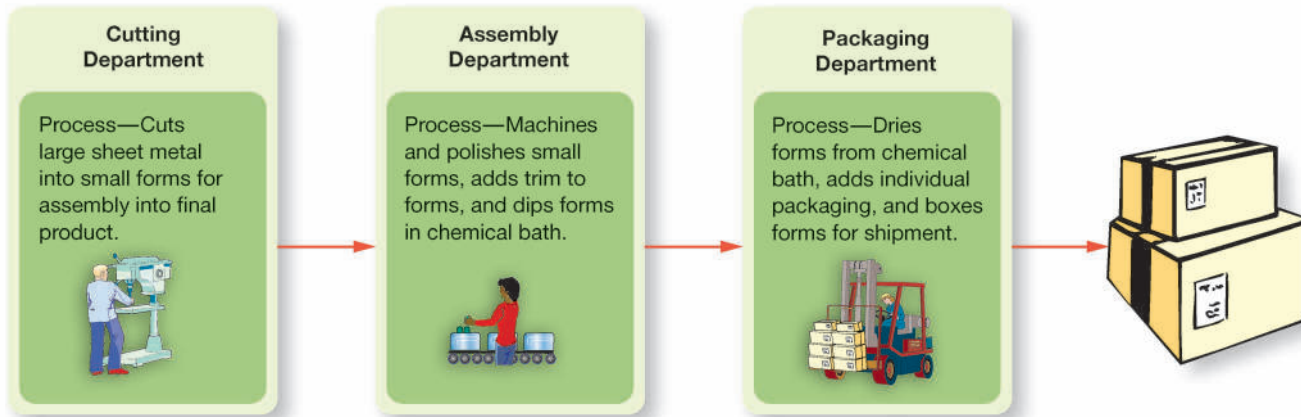 Cutting
Department
Process—Cuts
large sheet metal
into small forms for
assembly into final
product.
Assembly
Department
Process—Machines
and polishes small
forms, adds trim to
forms, and dips forms
in chemical bath.
Packaging
Department
Process—Dries
forms from chemical
bath, adds individual
packaging, and boxes
forms for shipment.